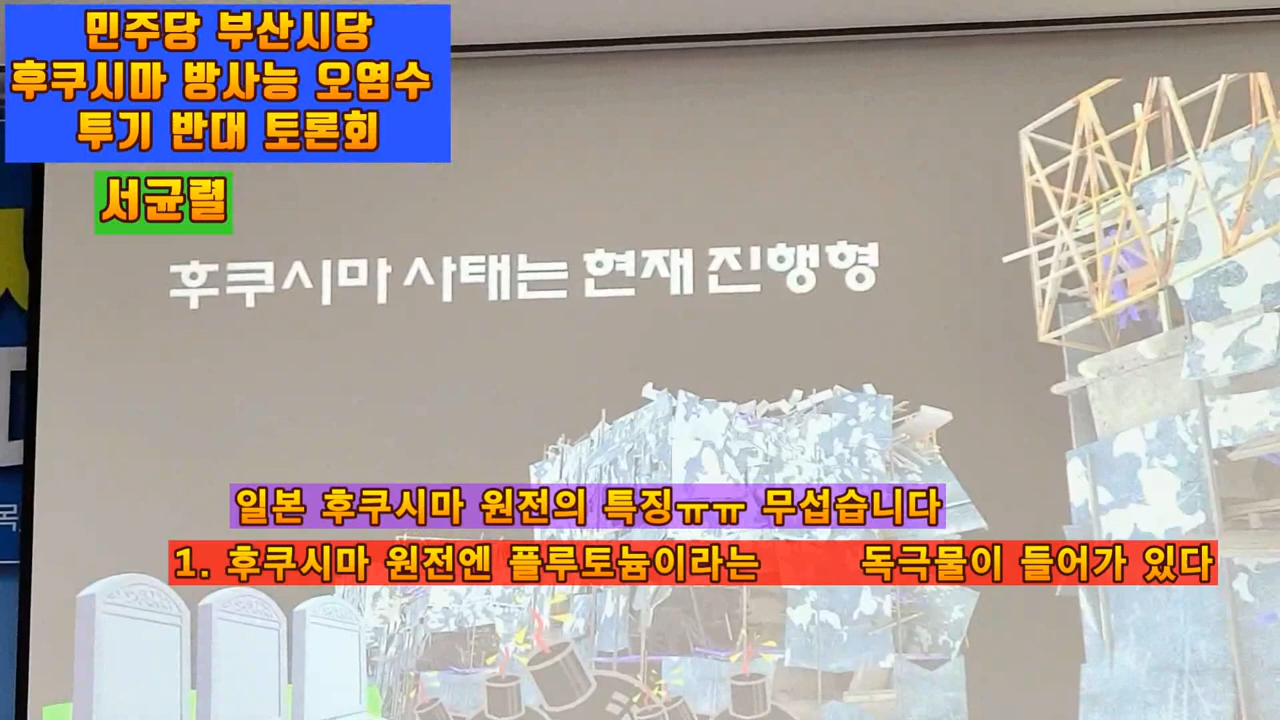 민주당 부산시당
후쿠시마 방사능 오염수
투기 반대 토론회
서균렬
후쿠시마 사태는 현재 진행형
일본 후쿠시마 원전의 특징ㅠㅠ 무섭습니다
1. 후쿠시마 원전엔 플루토늄이라는 독극물이 들어가 있다
목